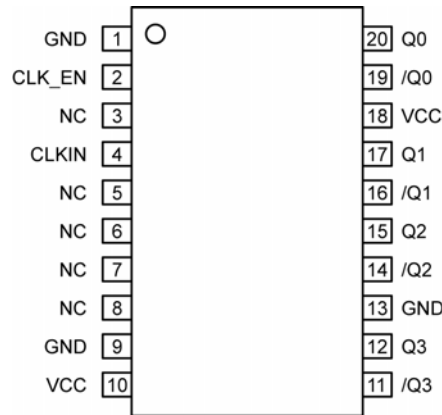 GND 1 20 Q0
CLK_EN 2 19 /Q0
NC 3 18 VCC
CLKIN 4 17 Q1
NC 5 16 /Q1
NC 6 15 Q2
NC 7 14 /Q2
NC 8 13 GND
GND 9 12 Q3
VCC 10 11 /Q3